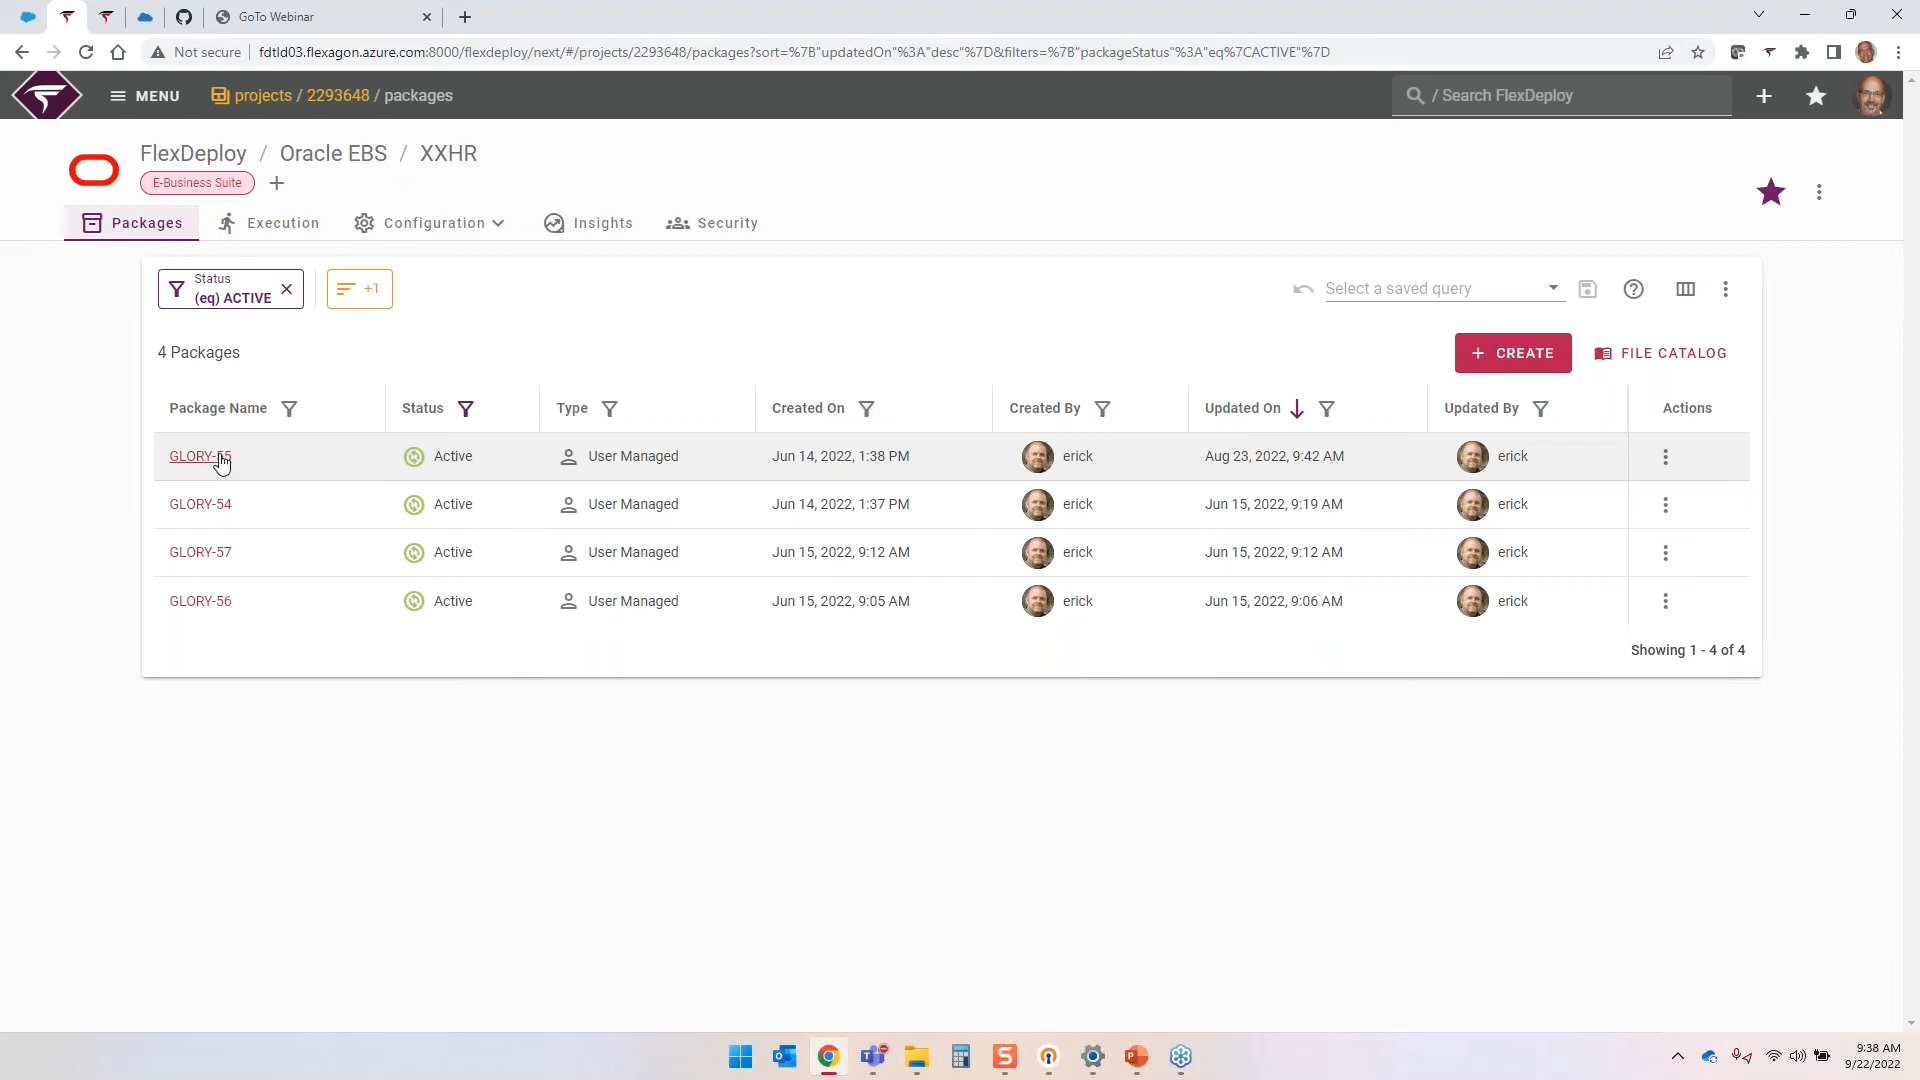 GoTo Webinar
Not secure
fdtld03.flexagon.azure.com:8000/flexdeploy/next/#/projects/2293648/packages?sort=%7B"updatedOn"%3A"desc"%7D&filters=%7B"packageStatus"%3A"eq%7CACTIVE"%7D
MENU
projects / 2293648 / packages
/ Search FlexDeploy
FlexDeploy / Oracle EBS / XXHR
E-Business Suite
Packages
Execution
Configuration
Insights
Security
Status
(eq) ACTIVE
+1
Select a saved query
4 Packages
+ CREATE
FILE CATALOG
Package Name
Status
Type
Created On
Created By
Updated On
Updated By
Actions
GLORY-55 Active User Managed Jun 14, 2022, 1:38 PM erick Aug 23, 2022, 9:42 AM erick
GLORY-54 Active User Managed Jun 14, 2022, 1:37 PM erick Jun 15, 2022, 9:19 AM erick
GLORY-57 Active User Managed Jun 15, 2022, 9:12 AM erick Jun 15, 2022, 9:12 AM erick
GLORY-56 Active User Managed Jun 15, 2022, 9:05 AM erick Jun 15, 2022, 9:06 AM erick
Showing 1 - 4 of 4
9:38 AM
9/22/2022